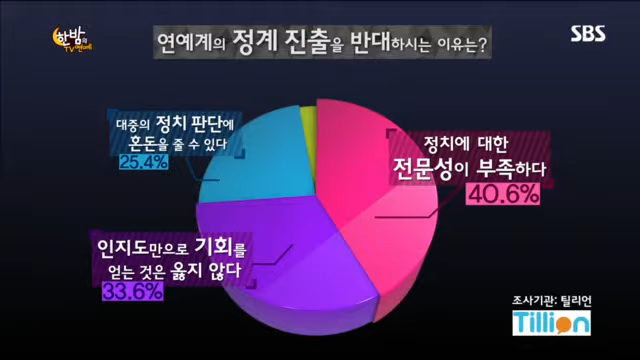 한밤의
TV연예
연예계의 정계 진출을 반대하시는 이유는?
SBS
대중의 정치 판단에
혼돈을 줄 수 있다
25.4%
정치에 대한
전문성이 부족하다
40.6%
인지도만으로 기회를
얻는 것은 옳지 않다
33.6%
조사기관: 틸리언
Tillion